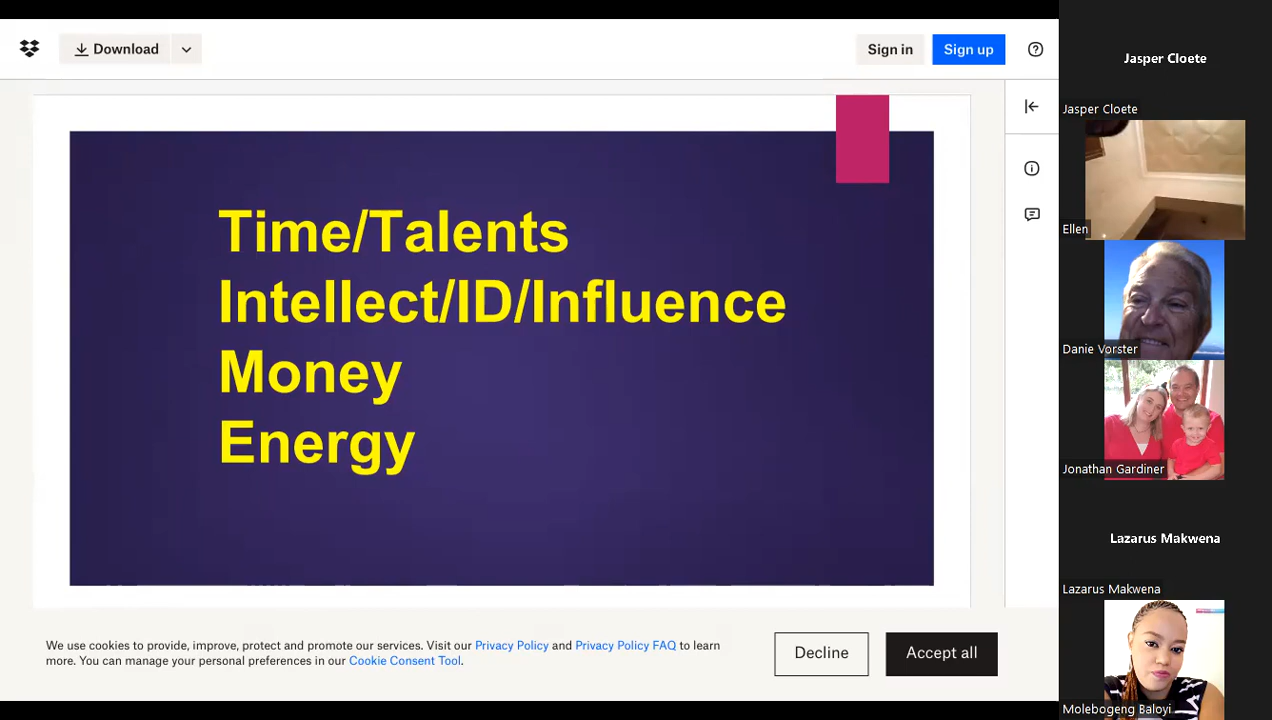 Download
Sign in
Sign up
Time/Talents
Intellect/ID/Influence
Money
Energy
We use cookies to provide, improve, protect and promote our services. Visit our Privacy Policy and Privacy Policy FAQ to learn
more. You can manage your personal preferences in our Cookie Consent Tool.
Decline
Accept all
Jasper Cloete
Jasper Cloete
Ellen
Danie Vorster
Jonathan Gardiner
Lazarus Makwena
Lazarus Makwena
Molebogeng Baloyi